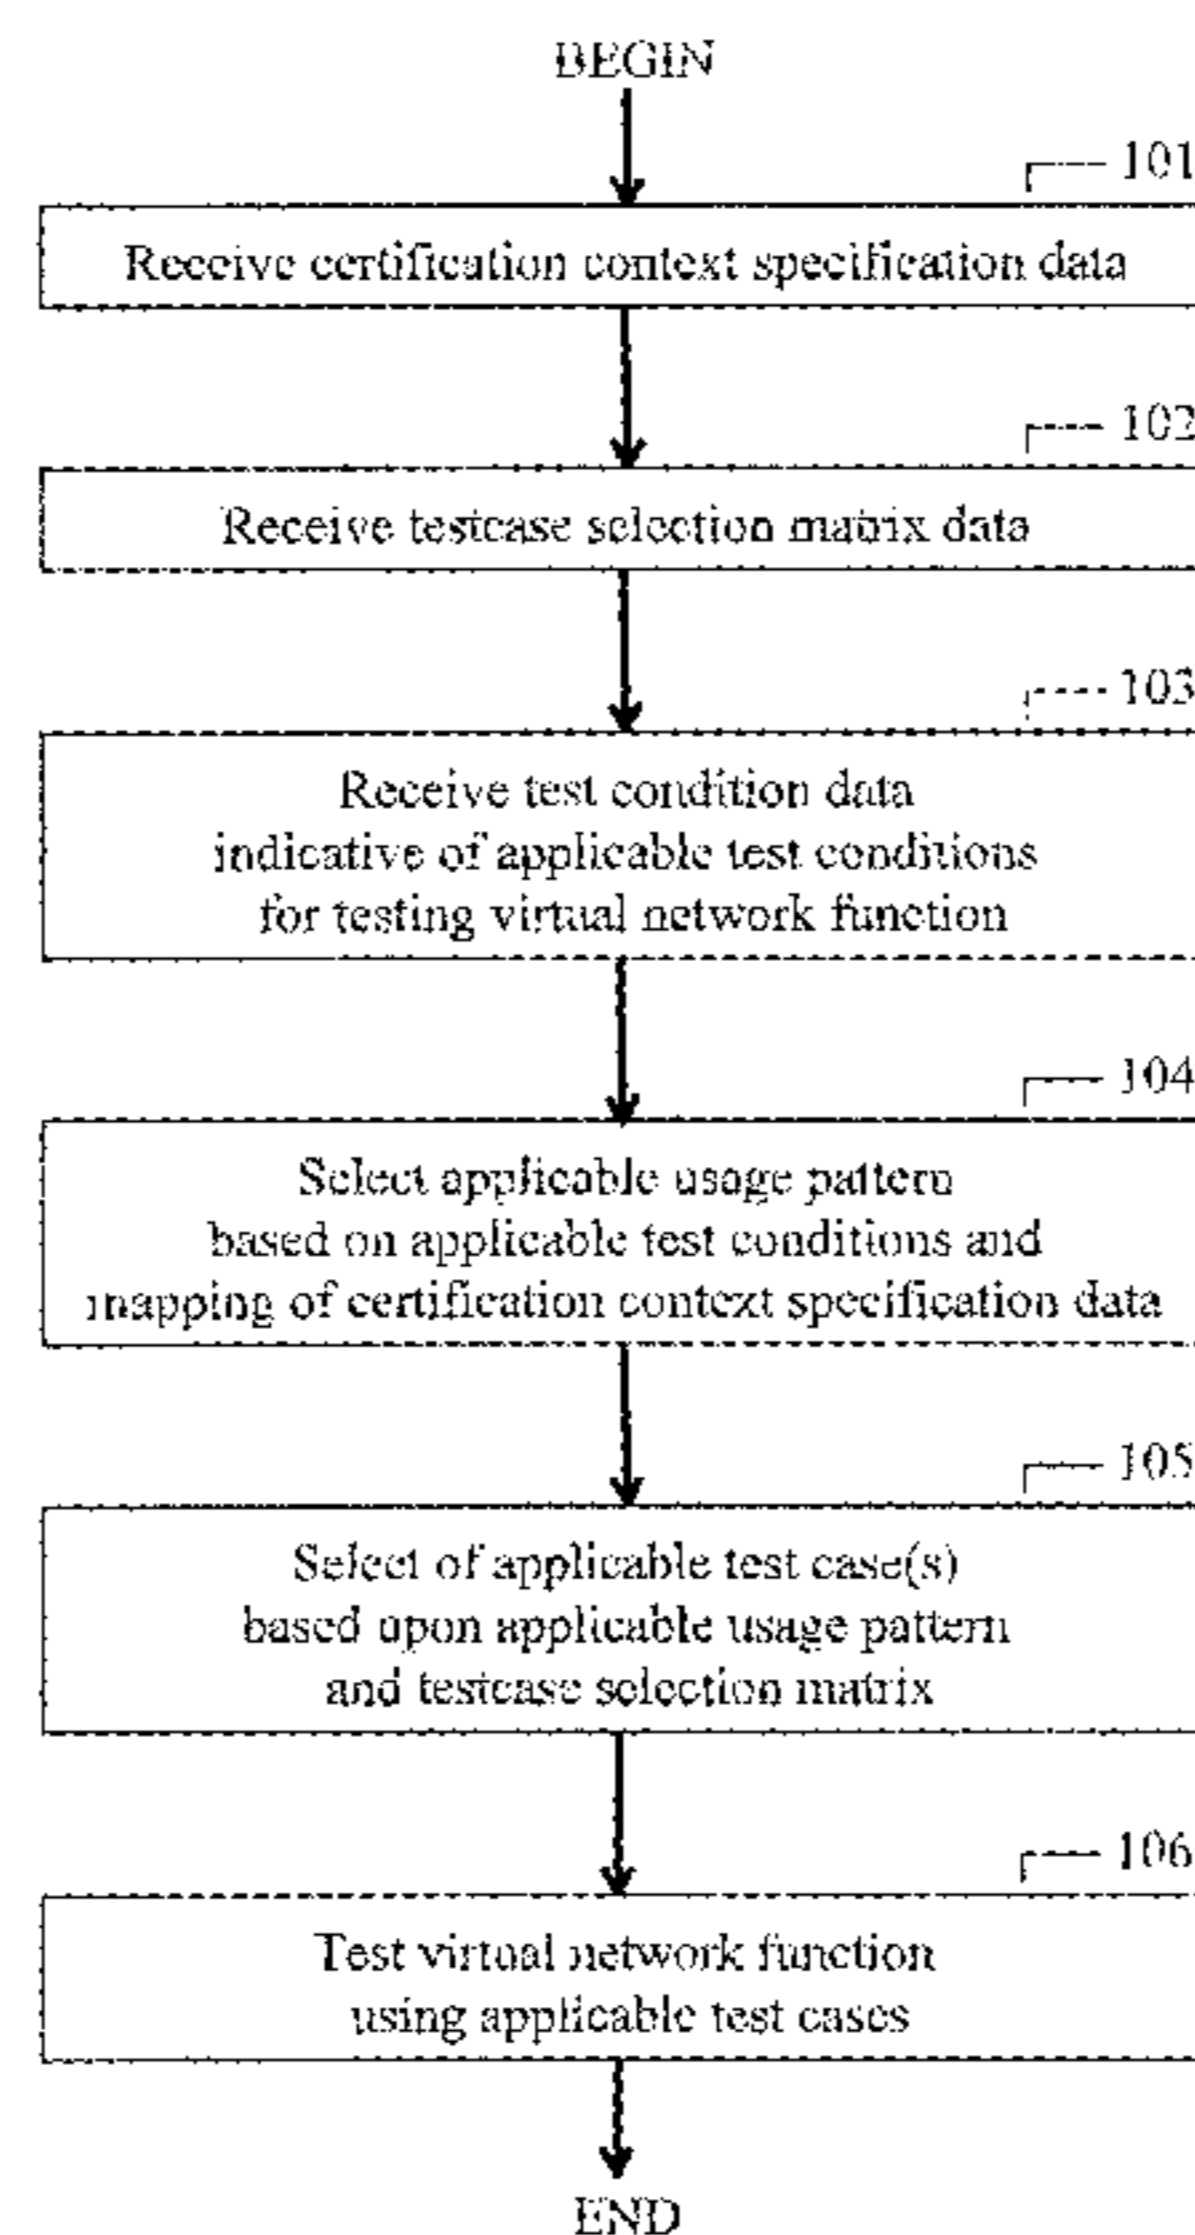 BEGIN
101
Receive certification context specification data
102
Receive testcase selection matrix data
103
Receive test condition data
indicative of applicable test conditions
for testing virtual network function
104
Select applicable usage pattern
based on applicable test conditions and
mapping of certification context specification data
105
Select of applicable test case(s)
based upon applicable usage pattern
and testcase selection matrix
106
Test virtual network function
using applicable test cases
END